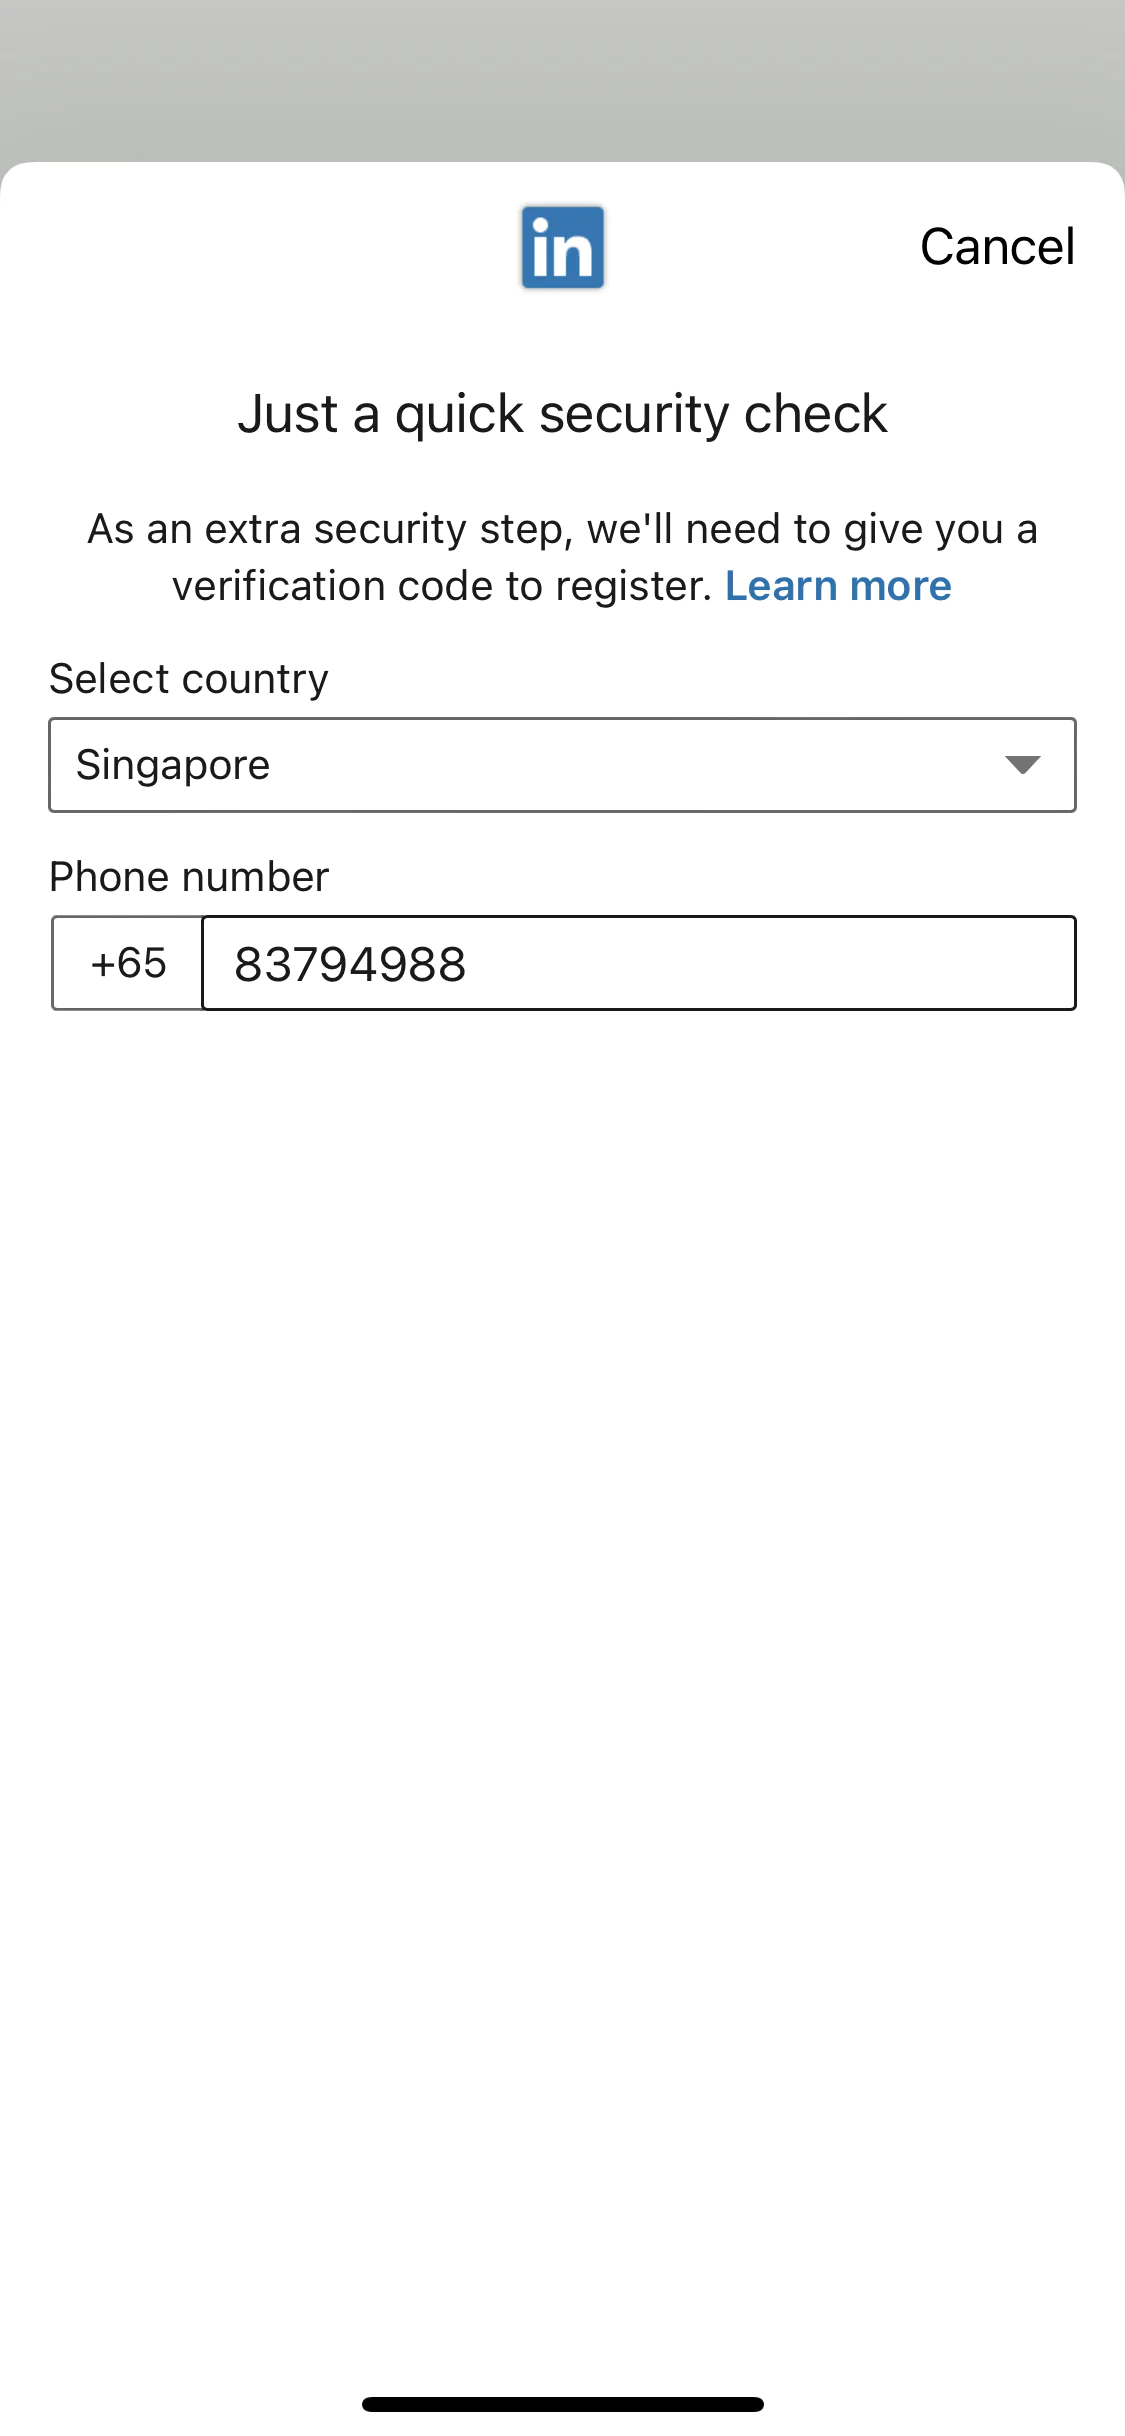 in
Cancel
Just a quick security check
As an extra security step, we'll need to give you a
verification code to register. Learn more
Select country
Singapore
Phone number
+65 83794988